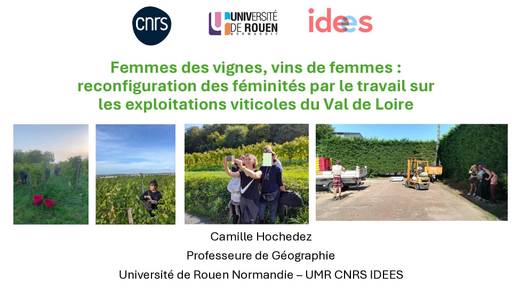 cnrs
UNIVERSITÉ
DE ROUEN
NORMANDIE
idees
Femmes des vignes, vins de femmes :
reconfiguration des féminités par le travail sur
les exploitations viticoles du Val de Loire
Camille Hochedez
Professeure de Géographie
Université de Rouen Normandie – UMR CNRS IDEES